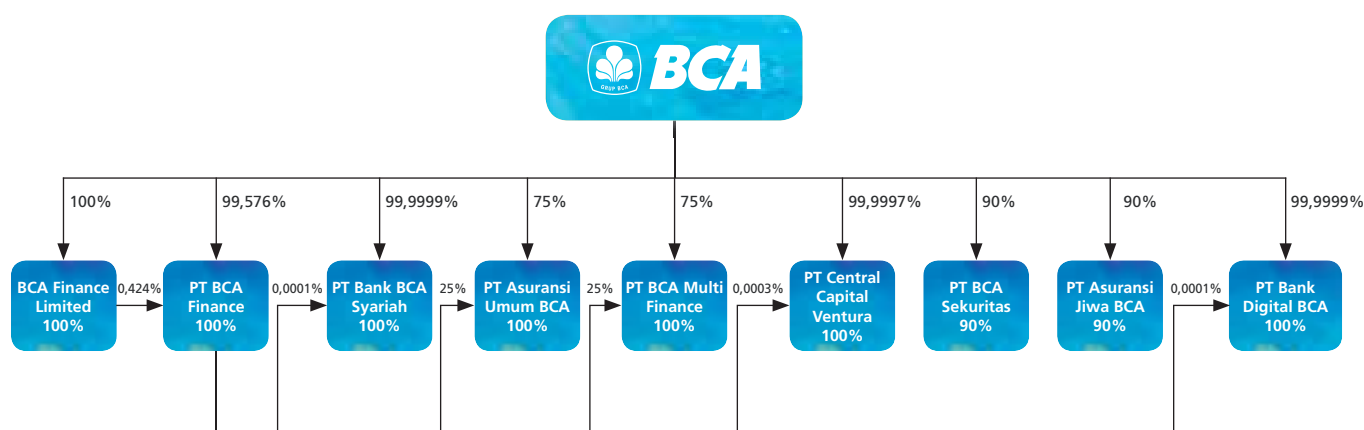 GRUP BCA
BCA
100%
99,576%
99,9999%
75%
75%
99,9997%
90%
90%
99,9999%
BCA Finance
Limited
100%
0,424%
PT BCA
Finance
100%
0,0001%
PT Bank BCA
Syariah
100%
25%
PT Asuransi
Umum BCA
100%
25%
PT BCA Multi
Finance
100%
0,0003%
PT Central
Capital
Ventura
100%
PT BCA
Sekuritas
90%
PT Asuransi
Jiwa BCA
90%
0,0001%
PT Bank
Digital BCA
100%